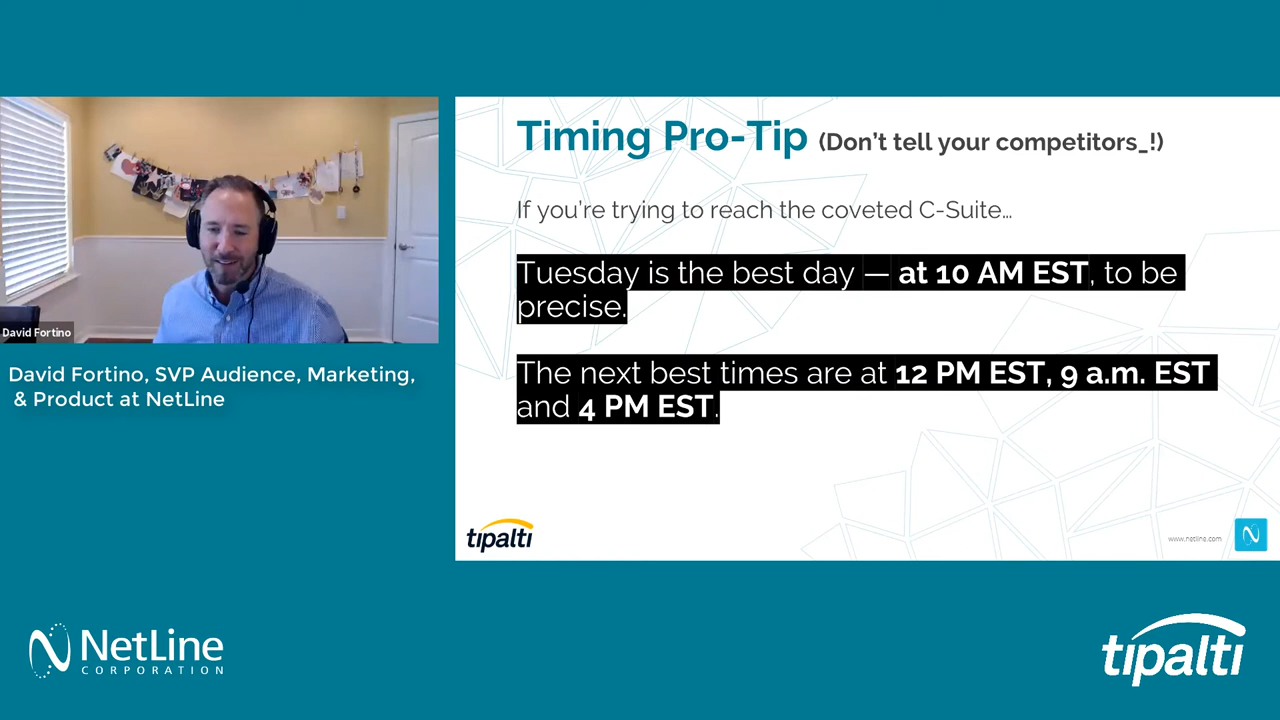 David Fortino
David Fortino, SVP Audience, Marketing,
& Product at NetLine
Timing Pro-Tip (Don't tell your competitors_!)
If you're trying to reach the coveted C-Suite…
Tuesday is the best day — at 10 AM EST, to be
precise.
The next best times are at 12 PM EST, 9 a.m. EST
and 4 PM EST.
tipalti
www.netline.com
NetLine
CORPORATION
tipalti